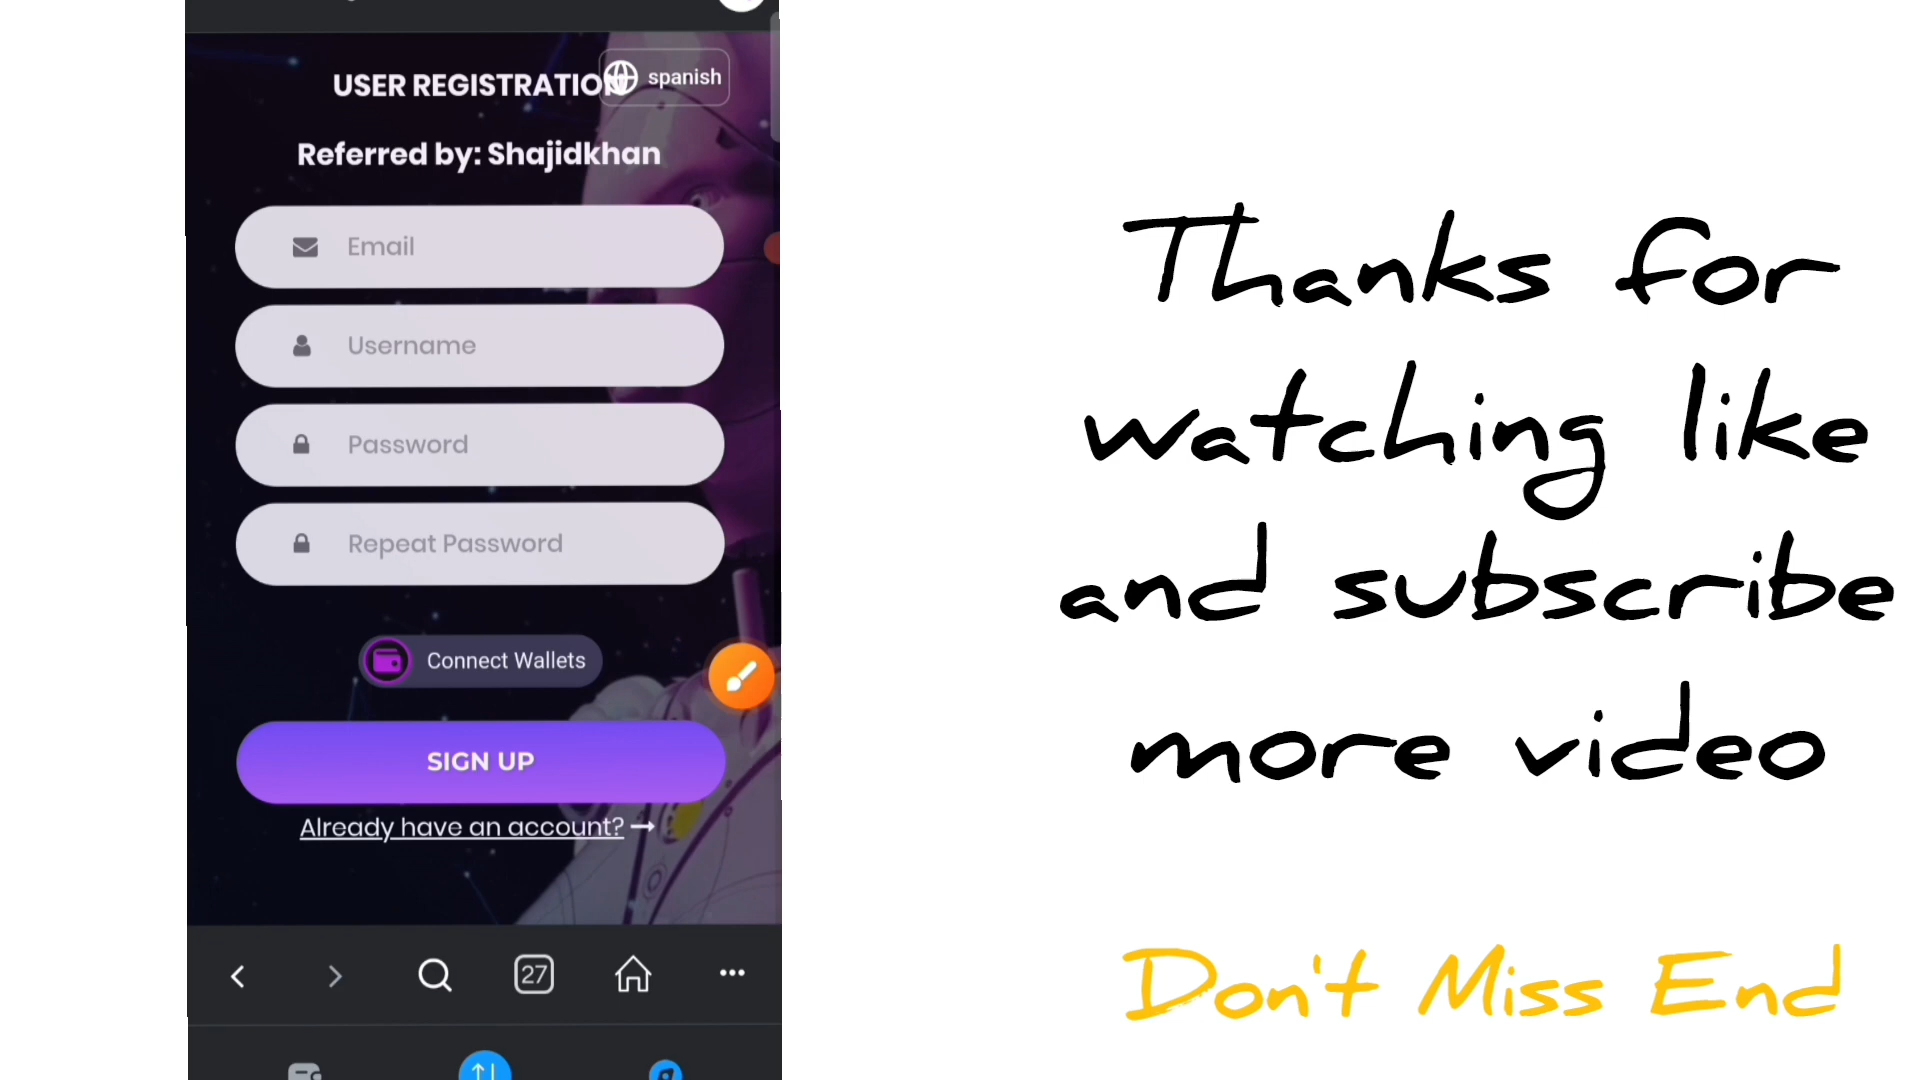 USER REGISTRATION
spanish
Referred by: Shajidkhan
Email
Username
Password
Repeat Password
Connect Wallets
SIGN UP
Already have an account?
27
Thanks for
watching like
and subscribe
more video
Don't Miss End